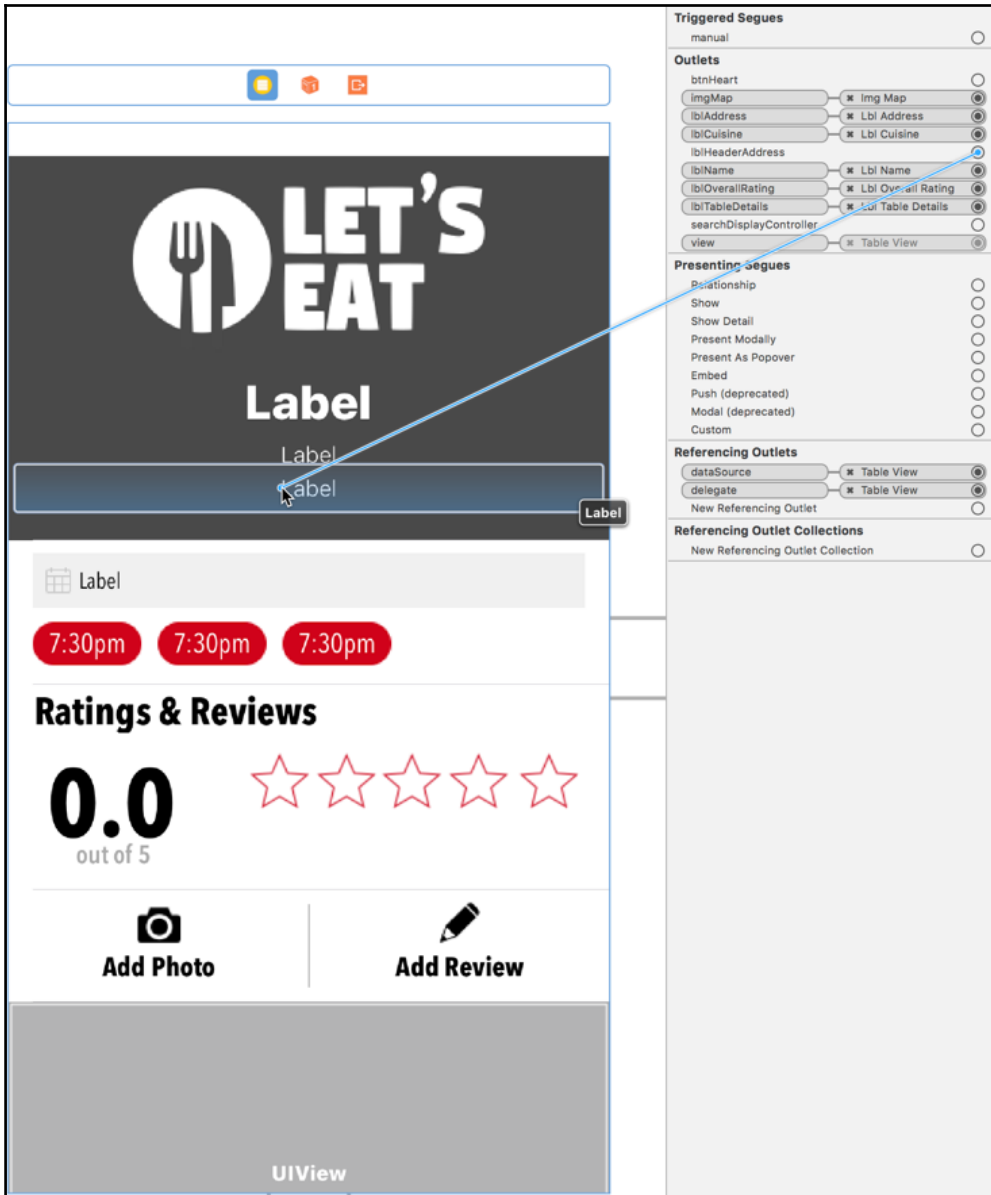 LET'S
EAT
Label
Label
Label
Label
Label
7:30pm 7:30pm 7:30pm
Ratings & Reviews
0.0
out of 5
Add Photo Add Review
UIView
Triggered Segues
manual
Outlets
btnHeart
imgMap Img Map
lblAddress Lbl Address
lblCuisine Lbl Cuisine
lblHeaderAddress
lblName Lbl Name
lblOverallRating Lbl Overall Rating
lblTableDetails Lbl Table Details
searchDisplayController
view Table View
Presenting Segues
Relationship
Show
Show Detail
Present Modally
Present As Popover
Embed
Push (deprecated)
Modal (deprecated)
Custom
Referencing Outlets
dataSource Table View
delegate Table View
New Referencing Outlet
Referencing Outlet Collections
New Referencing Outlet Collection